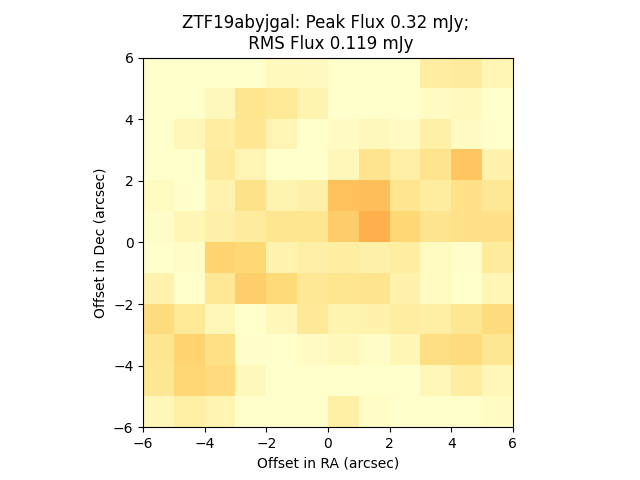 ZTF19abyjgal: Peak Flux 0.32 mJy;
RMS Flux 0.119 mJy
6
4
2
0
−2
−4
−6
Offset in Dec (arcsec)
−6 −4 −2 0 2 4 6
Offset in RA (arcsec)